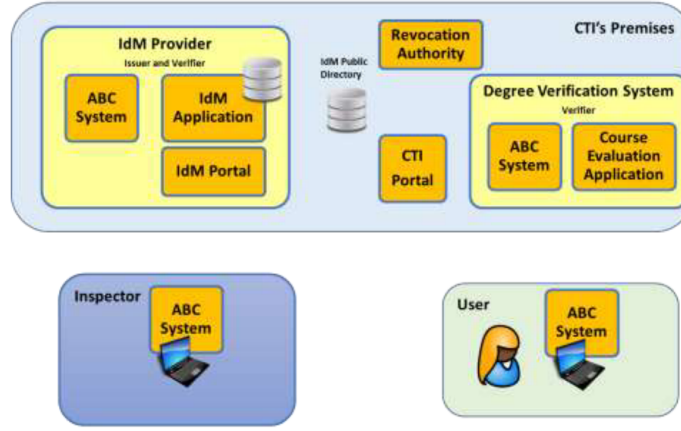 CTI's Premises
IdM Provider
Issuer and Verifier
ABC
System
IdM
Application
IdM Portal
IdM Public
Directory
Revocation
Authority
CTI
Portal
Degree Verification System
Verifier
ABC
System
Course
Evaluation
Application
Inspector
ABC
System
User
ABC
System